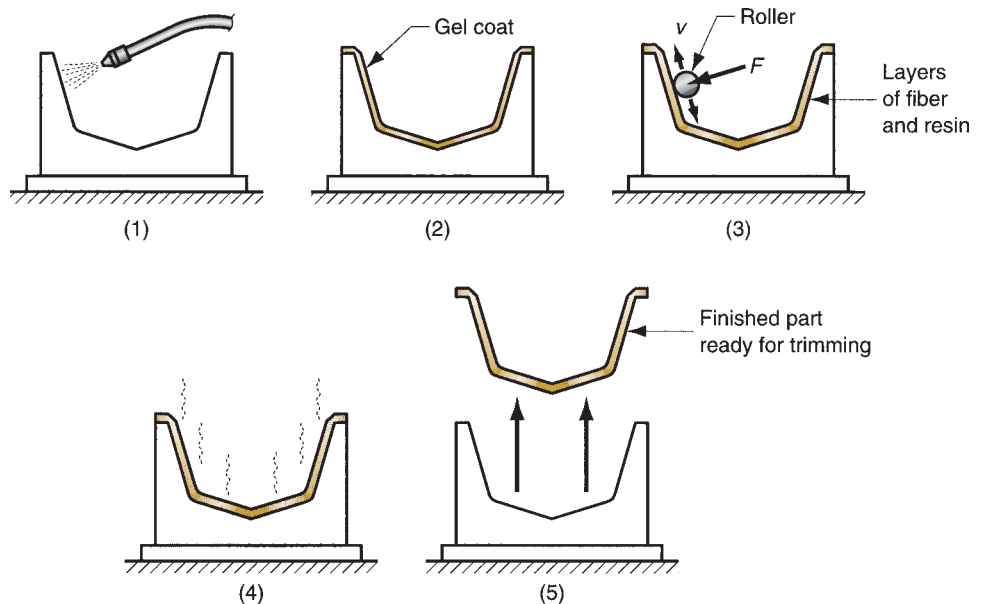 Gel coat
v
Roller
F
Layers
of fiber
and resin
(1)
(2)
(3)
Finished part
ready for trimming
(4)
(5)